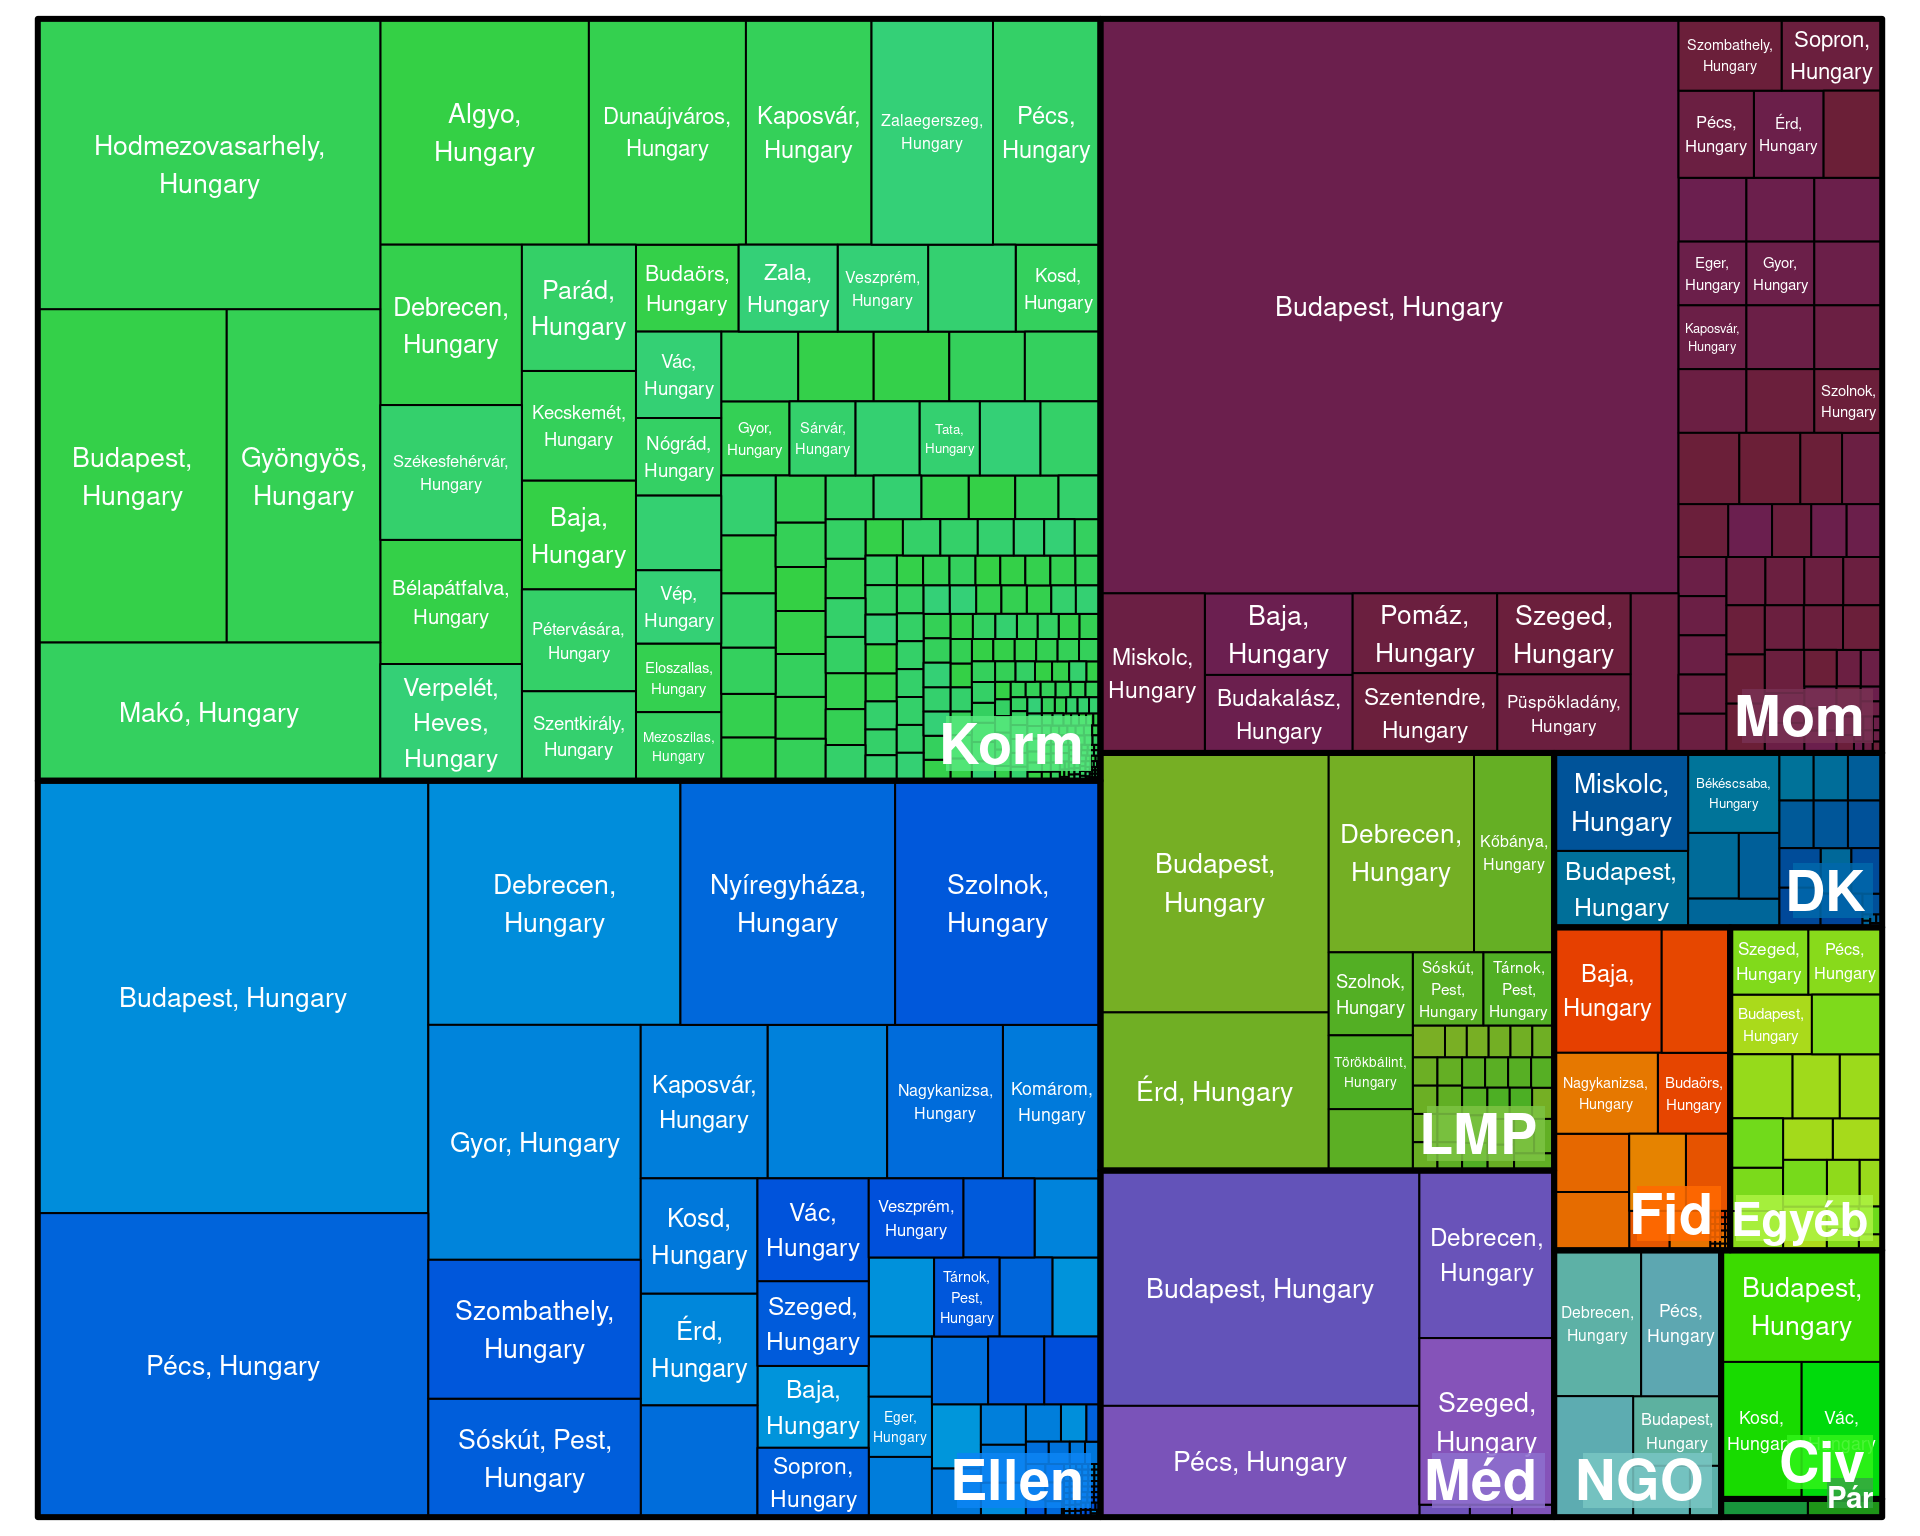 Hodmezovasarhely,
Hungary
Algyo,
Hungary
Dunaújváros,
Hungary
Kaposvár,
Hungary
Zalaegerszeg,
Hungary
Pécs,
Hungary
Budapest,
Hungary
Gyöngyös,
Hungary
Makó, Hungary
Debrecen,
Hungary
Székesfehérvár,
Hungary
Bélapátfalva,
Hungary
Verpelét,
Heves,
Hungary
Parád,
Hungary
Kecskemét,
Hungary
Baja,
Hungary
Pétervására,
Hungary
Szentkirály,
Hungary
Budaörs,
Hungary
Zala,
Hungary
Veszprém,
Hungary
Kosd,
Hungary
Vác,
Hungary
Nógrád,
Hungary
Vép,
Hungary
Eloszallas,
Hungary
Mezoszilas,
Hungary
Gyor,
Hungary
Sárvár,
Hungary
Tata,
Hungary
Korm
Budapest, Hungary
Szombathely,
Hungary
Sopron,
Hungary
Pécs,
Hungary
Érd,
Hungary
Eger,
Hungary
Gyor,
Hungary
Kaposvár,
Hungary
Szolnok,
Hungary
Miskolc,
Hungary
Baja,
Hungary
Budakalász,
Hungary
Pomáz,
Hungary
Szentendre,
Hungary
Szeged,
Hungary
Püspökladány,
Hungary
Mom
Budapest, Hungary
Pécs, Hungary
Debrecen,
Hungary
Nyíregyháza,
Hungary
Szolnok,
Hungary
Gyor, Hungary
Szombathely,
Hungary
Sóskút, Pest,
Hungary
Kaposvár,
Hungary
Nagykanizsa,
Hungary
Komárom,
Hungary
Kosd,
Hungary
Érd,
Hungary
Vác,
Hungary
Szeged,
Hungary
Baja,
Hungary
Sopron,
Hungary
Veszprém,
Hungary
Tárnok,
Pest,
Hungary
Eger,
Hungary
Ellen
Budapest,
Hungary
Érd, Hungary
Debrecen,
Hungary
Kőbánya,
Hungary
Szolnok,
Hungary
Sóskút,
Pest,
Hungary
Tárnok,
Pest,
Hungary
Törökbálint,
Hungary
LMP
Budapest, Hungary
Pécs, Hungary
Debrecen,
Hungary
Szeged,
Hungary
Méd
Miskolc,
Hungary
Budapest,
Hungary
Békéscsaba,
Hungary
DK
Baja,
Hungary
Nagykanizsa,
Hungary
Budaörs,
Hungary
Fid
Szeged,
Hungary
Pécs,
Hungary
Budapest,
Hungary
Egyéb
Debrecen,
Hungary
Pécs,
Hungary
Budapest,
Hungary
NGO
Budapest,
Hungary
Kosd,
Hungary
Vác,
Hungary
Civ
Pár